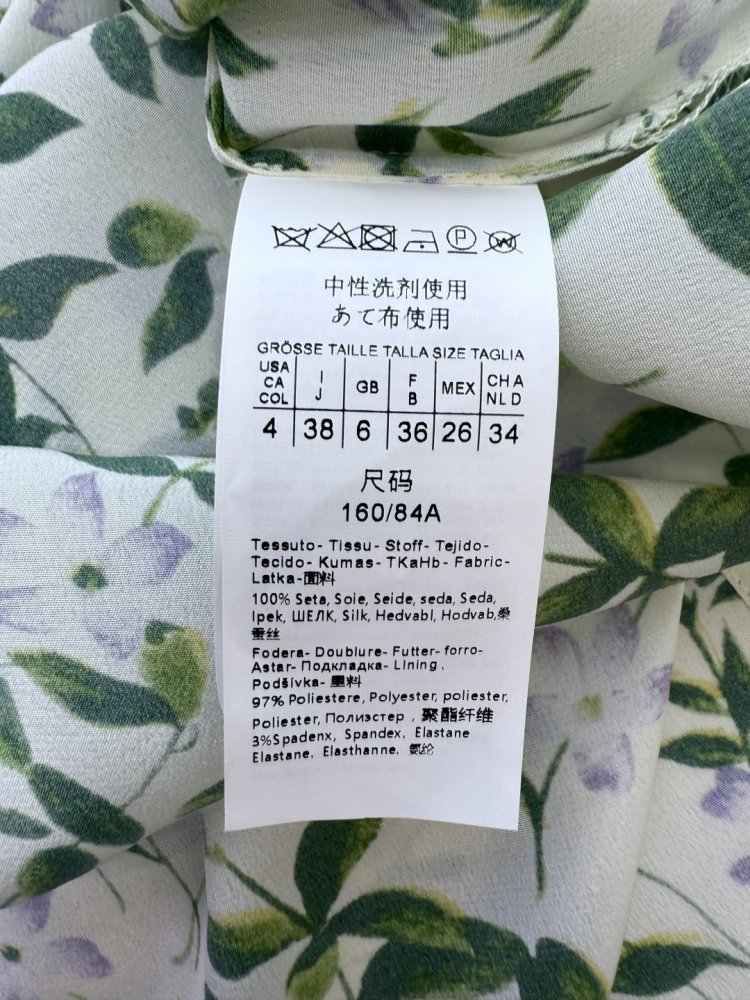 中性洗剂使用
あて布使用
GRÖSSE TAILLE TALLA SIZE TAGLIA
USA CA COL I J GB F B MEX CH A NL D
4 38 6 36 26 34
尺码
160/84A
Tessuto- Tissu- Stoff- Tejido-
Tecido- Kumas- TKaHb- Fabric-
Latka-面料
100% Seta, Soie, Seide, seda, Seda,
Ipek, ШЕЛК, Silk, Hedvabl, Hodvab,桑
蚕丝
Fodera- Doublure- Futter- forro-
Astar- Подкладка- Llning,
Podšívka- 里料
97% Poliestere, Polyester, poliester,
Poliester, Полиэстер , 聚酯纤维
3%Spadenx, Spandex, Elastane
Elastane, Elasthanne, 氨纶